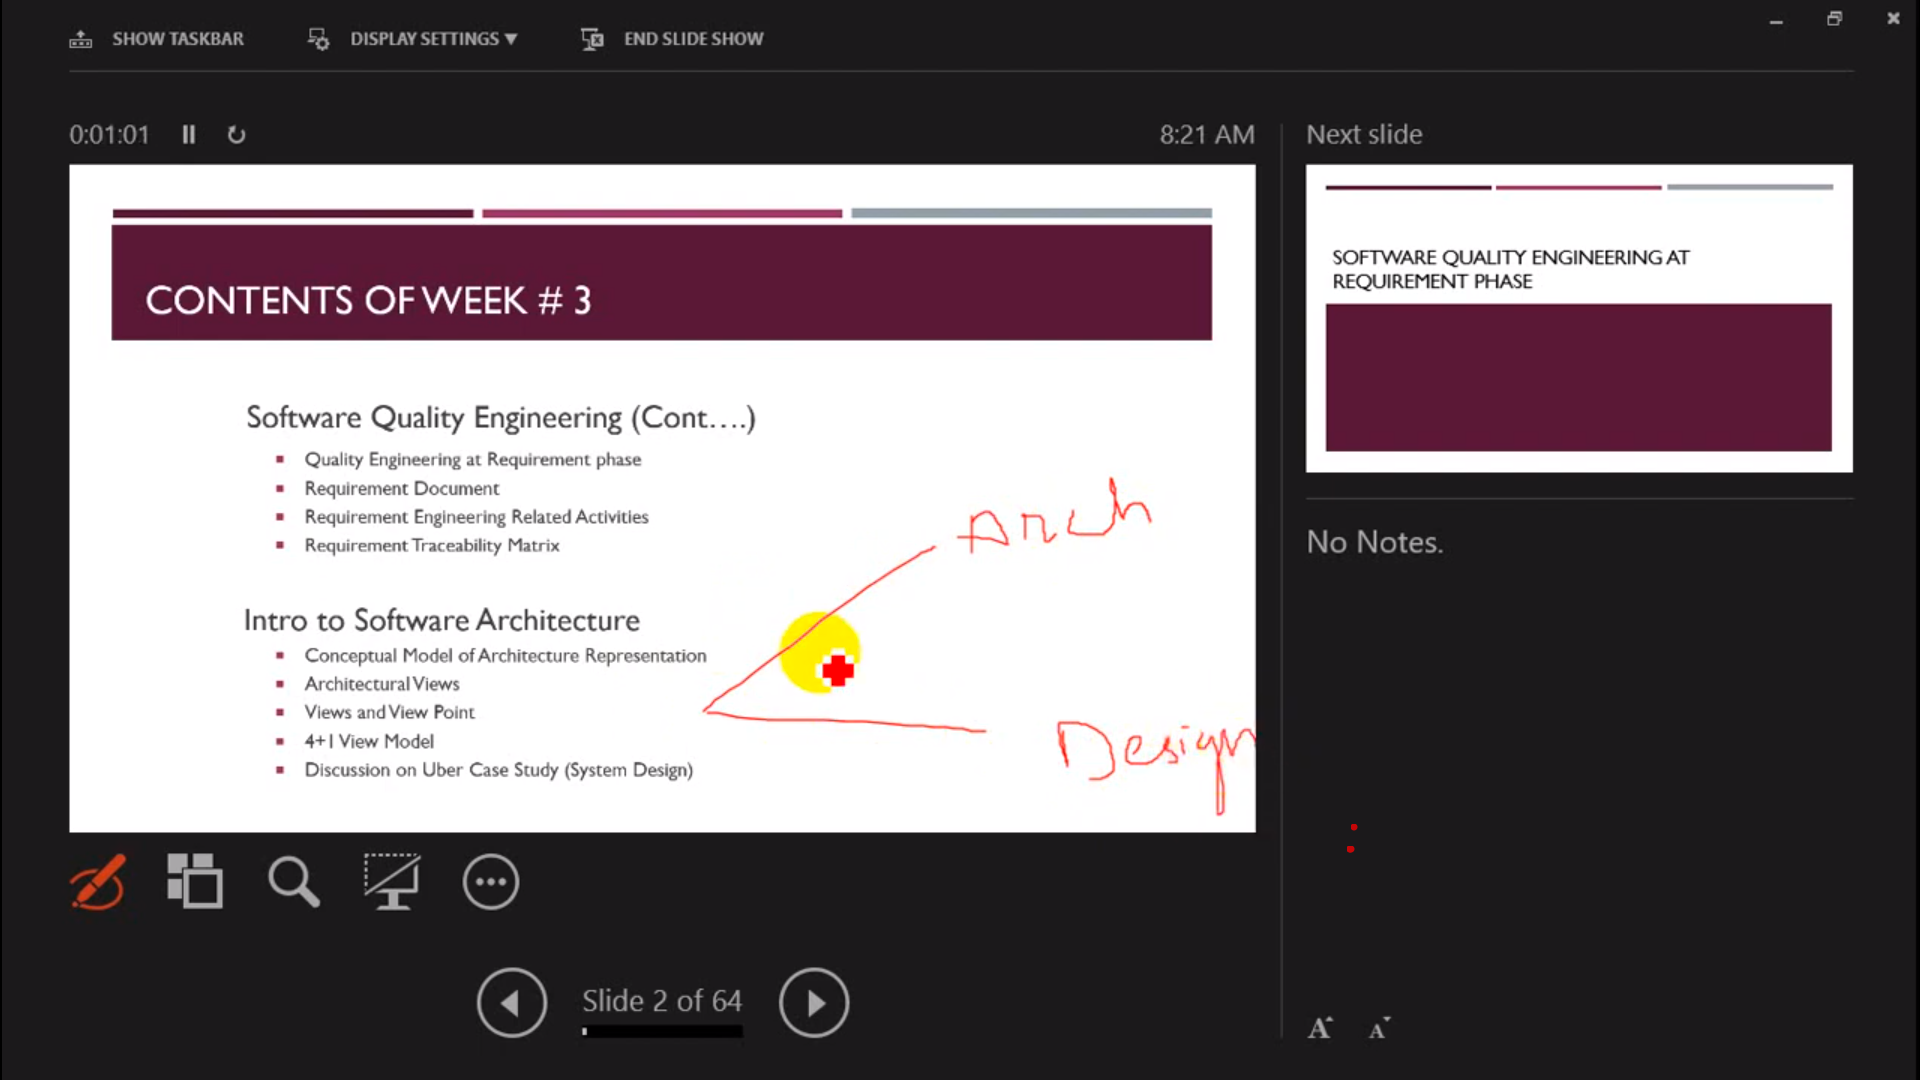 SHOW TASKBAR
DISPLAY SETTINGS ▼
END SLIDE SHOW
0:01:01
8:21 AM
Next slide
CONTENTS OF WEEK # 3
Software Quality Engineering (Cont….)
Quality Engineering at Requirement phase
Requirement Document
Requirement Engineering Related Activities
Requirement Traceability Matrix
Arch
Intro to Software Architecture
Conceptual Model of Architecture Representation
Architectural Views
Views and View Point
4+1 View Model
Discussion on Uber Case Study (System Design)
Design
SOFTWARE QUALITY ENGINEERING AT
REQUIREMENT PHASE
No Notes.
Slide 2 of 64
A A